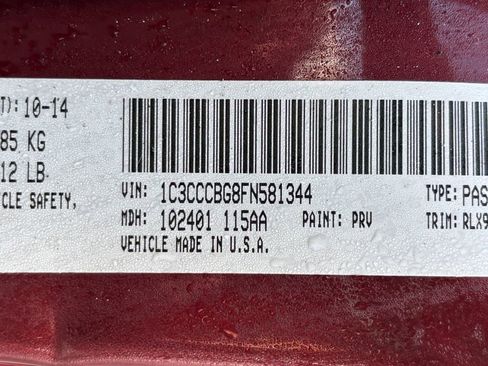 T): 10-14
85 KG
12 LB
CLE SAFETY,
VIN: 1C3CCCBG8FN581344 TYPE: PAS
MDH: 102401 115AA PAINT: PRV TRIM: RLX9
VEHICLE MADE IN U.S.A.